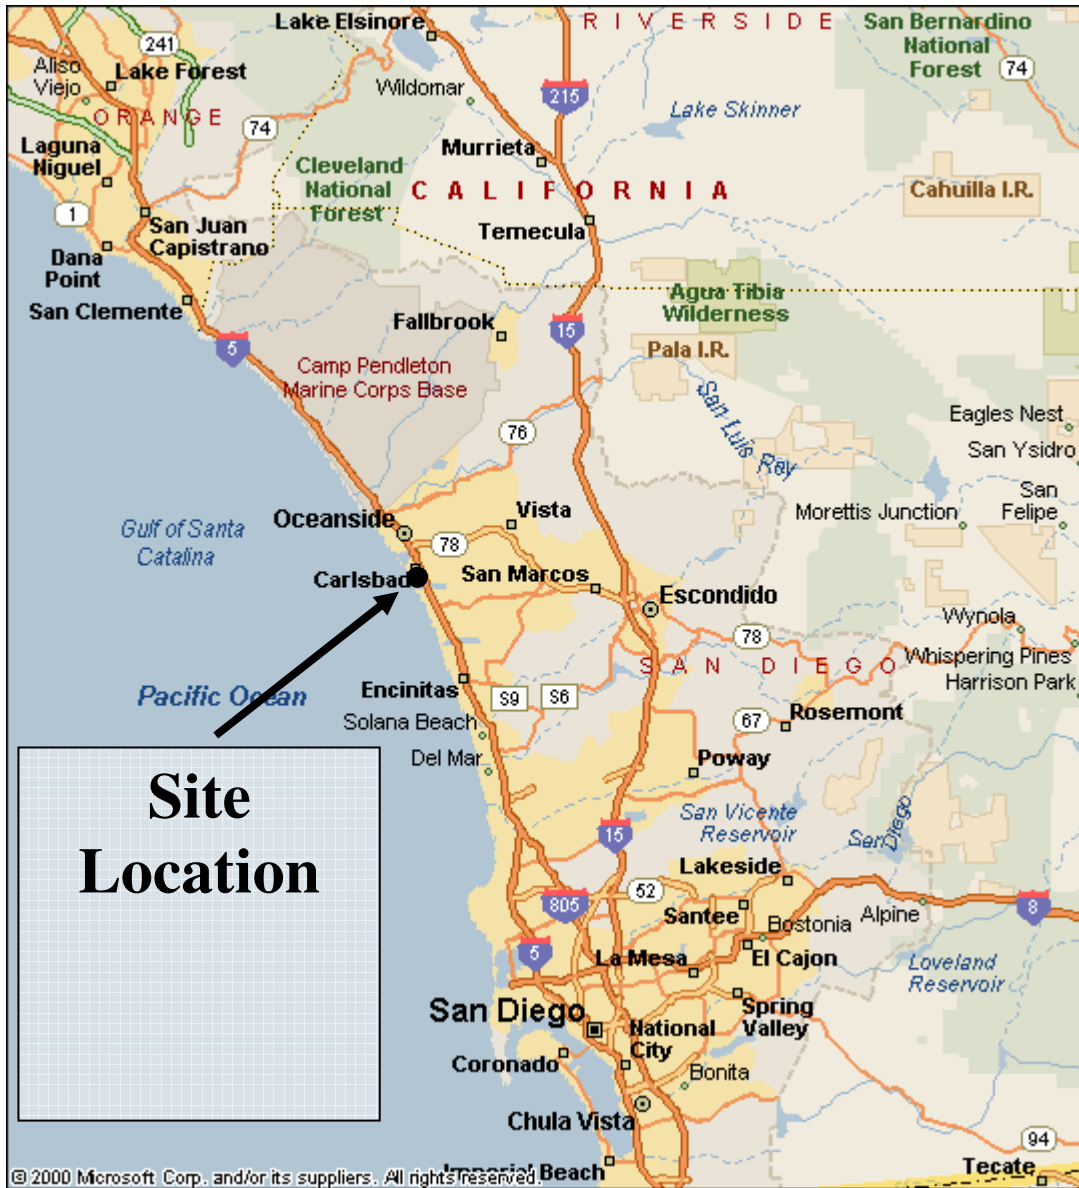 Lake Elsinore
RIVERSIDE
San Bernardino
National
Forest
74
241
Aliso
Viejo
Lake Forest
Wildomar
215
Lake Skinner
ORANGE
74
Laguna
Niguel
Murrieta
Cleveland
National
Forest
CALIFORNIA
Cahuilla I.R.
1
San Juan
Capistrano
Temecula
Dana
Point
San Clemente
Agua Tibia
Wilderness
Fallbrook
15
5
Pala I.R.
Camp Pendleton
Marine Corps Base
San Luis Rey
Eagles Nest
76
San Ysidro
San
Felipe
Vista
Morettis Junction
Oceanside
Gulf of Santa
Catalina
78
Carlsbad
San Marcos
Escondido
Wynola
78
Whispering Pines
SAN DIEGO
Harrison Park
Pacific Ocean
Encinitas
S9
S6
Solana Beach
67
Rosemont
Del Mar
Poway
Site
Location
San Vicente
Reservoir
San Diego
15
Lakeside
52
805
Santee
Alpine
8
Bostonia
5
La Mesa
El Cajon
Loveland
Reservoir
San Diego
Spring
Valley
National
City
Coronado
Bonita
Chula Vista
94
Imperial Beach
Tecate
© 2000 Microsoft Corp. and/or its suppliers. All rights reserved.